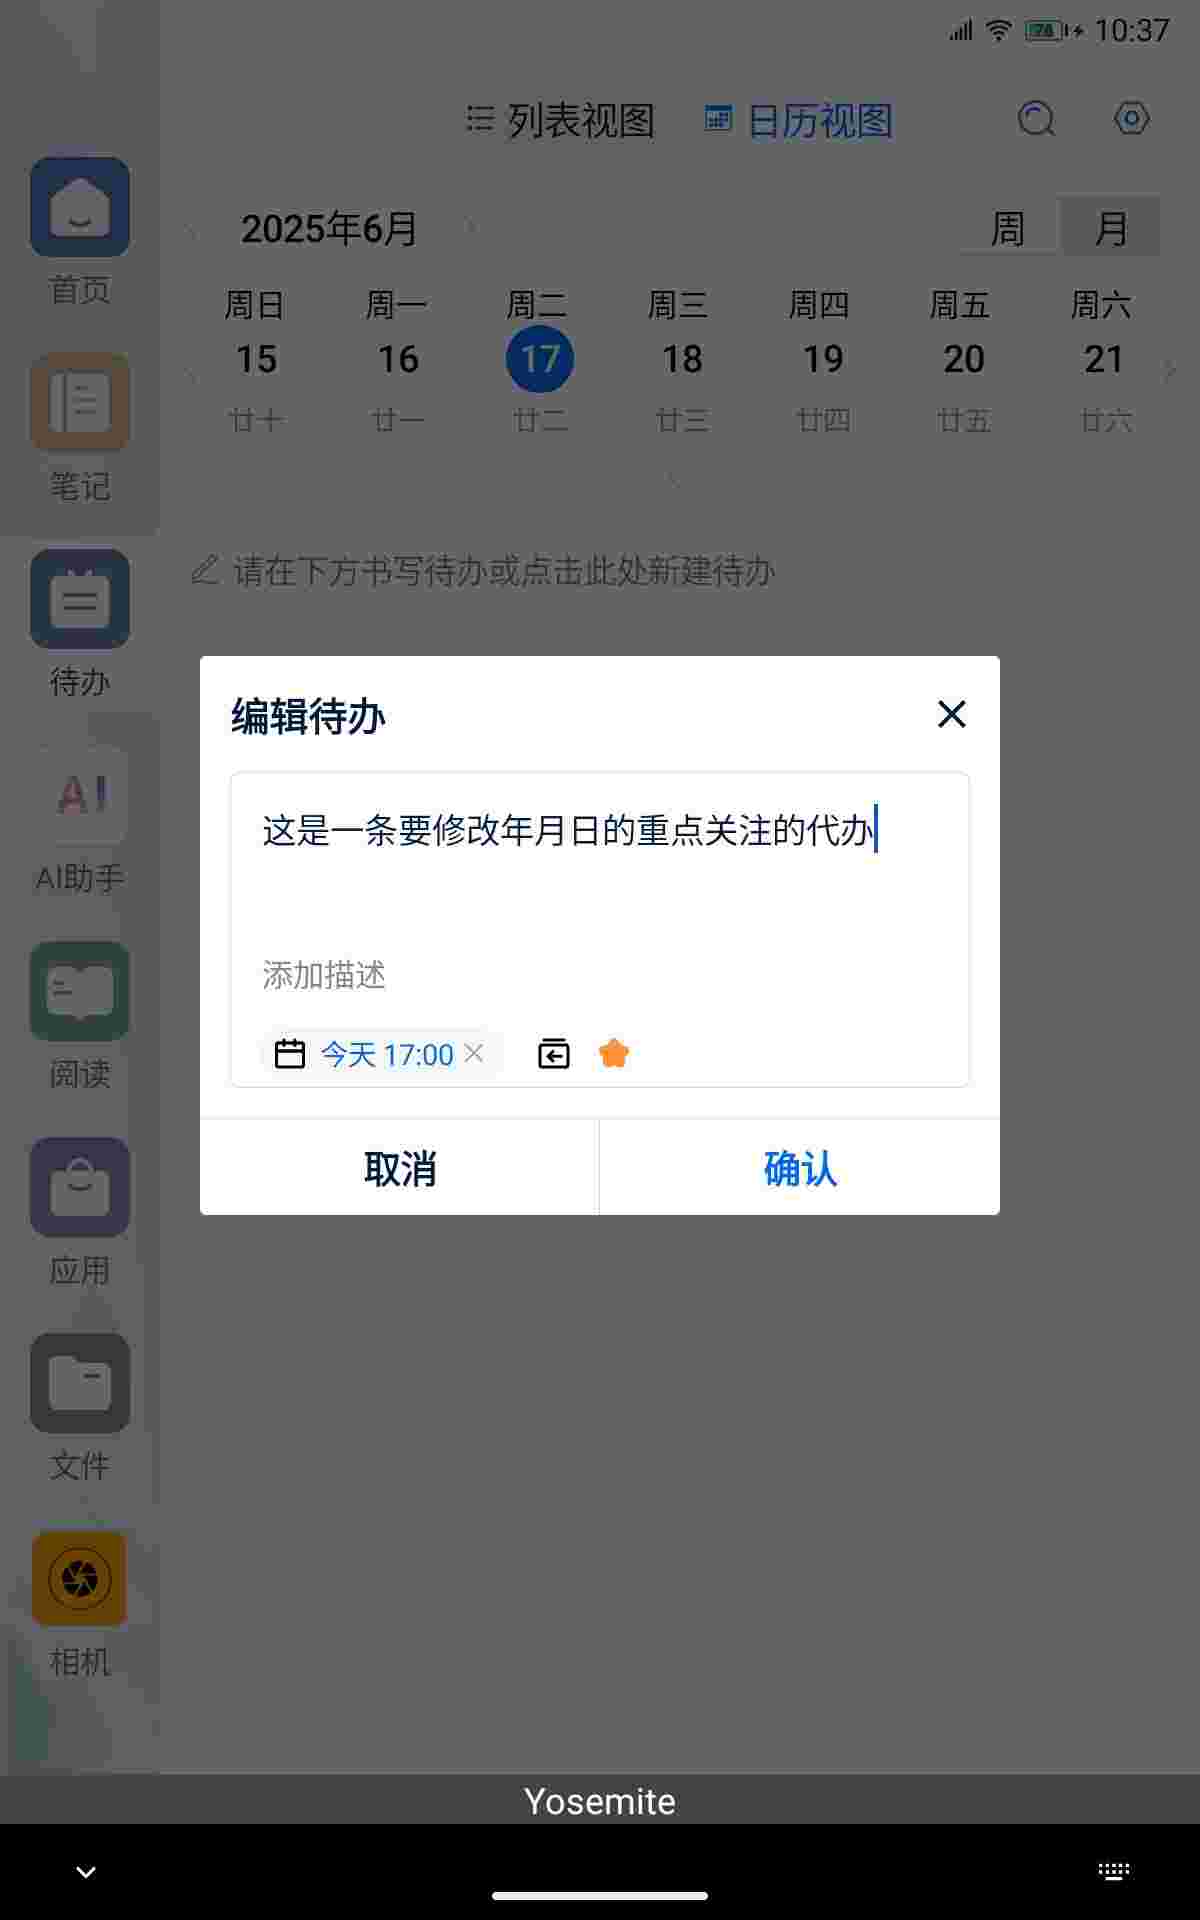 10:37
列表视图 日历视图
2025年6月 周 月
周日 周一 周二 周三 周四 周五 周六
15 16 17 18 19 20 21
廿十 廿一 廿二 廿三 廿四 廿五 廿六
请在下方书写待办或点击此处新建待办
首页
笔记
待办
AI
AI助手
阅读
应用
文件
相机
编辑待办
这是一条要修改年月日的重点关注的代办
添加描述
今天 17:00
取消 确认
Yosemite